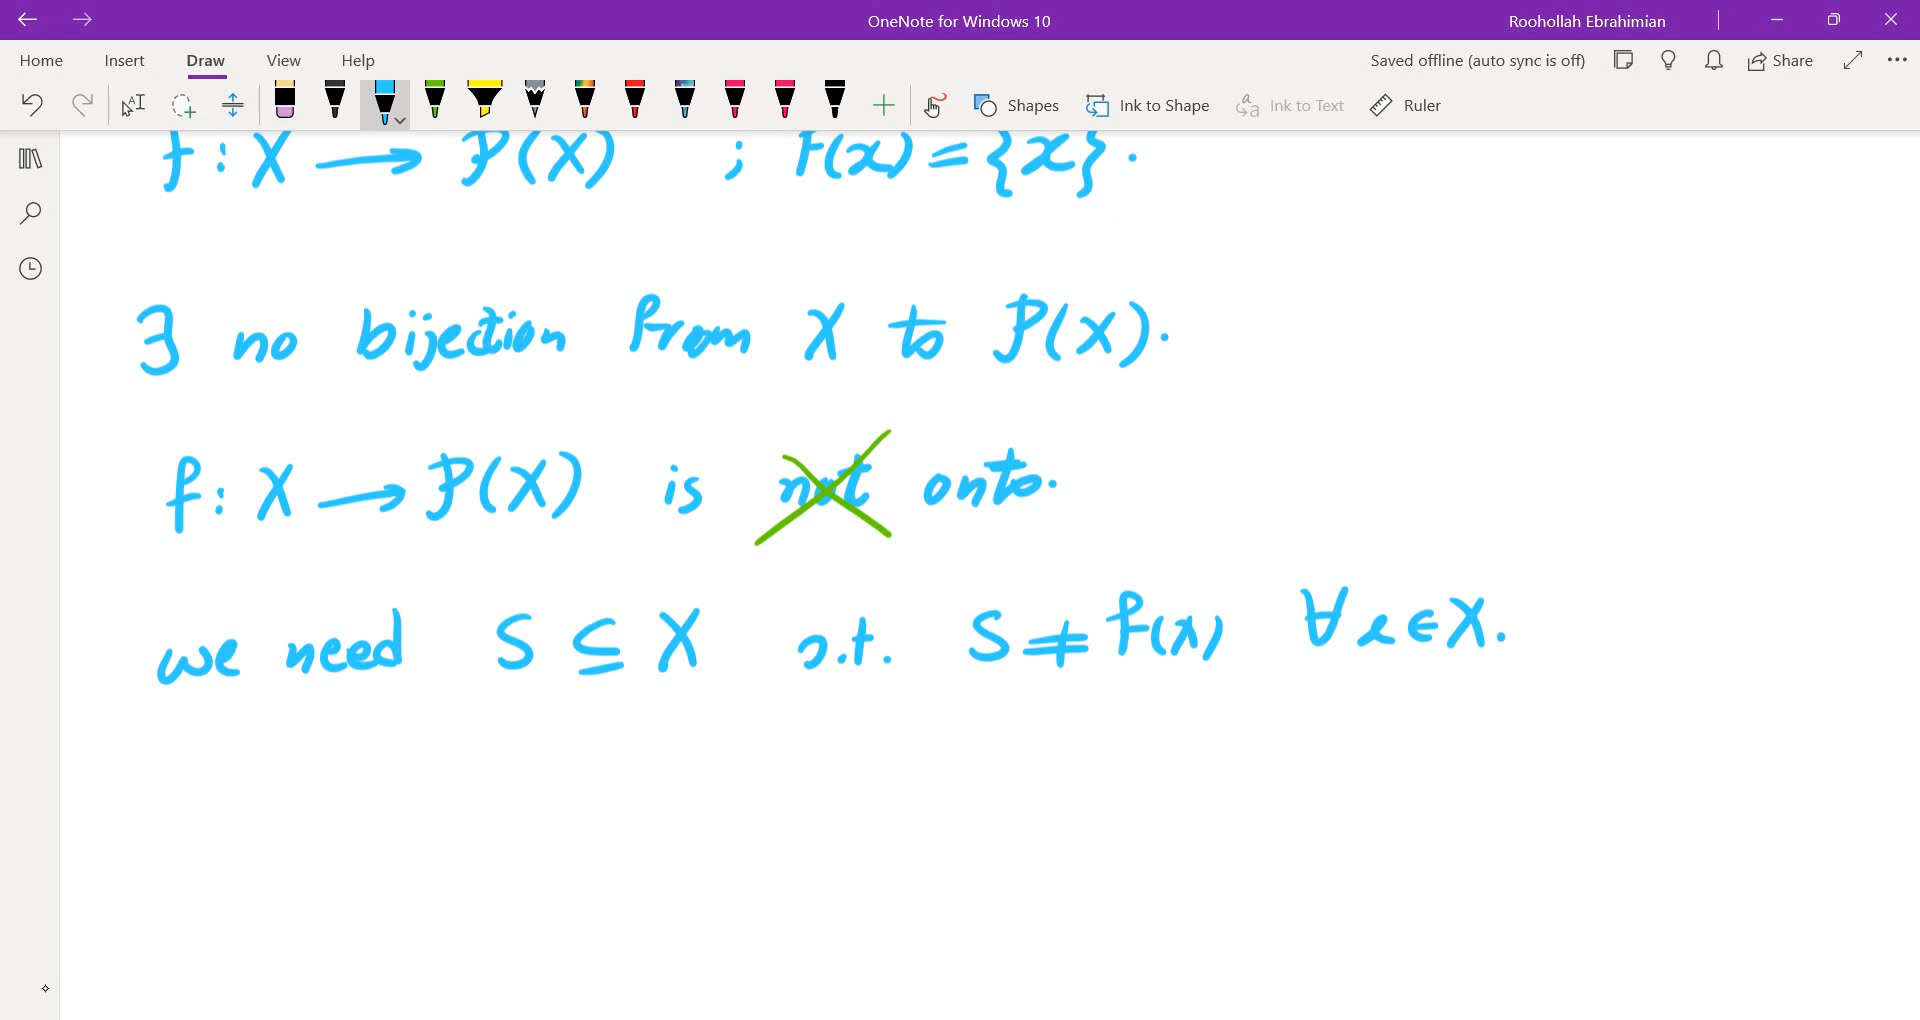 OneNote for Windows 10
Roohollah Ebrahimian
Home Insert Draw View Help
Saved offline (auto sync is off) Share
Shapes Ink to Shape Ink to Text Ruler
f : X ⟶ P(X) ; f(x) = {x}.
∃ no bijection from X to P(X).
f : X ⟶ P(X) is not onto.
we need S ⊆ X s.t. S ≠ f(x) ∀ x ∈ X.